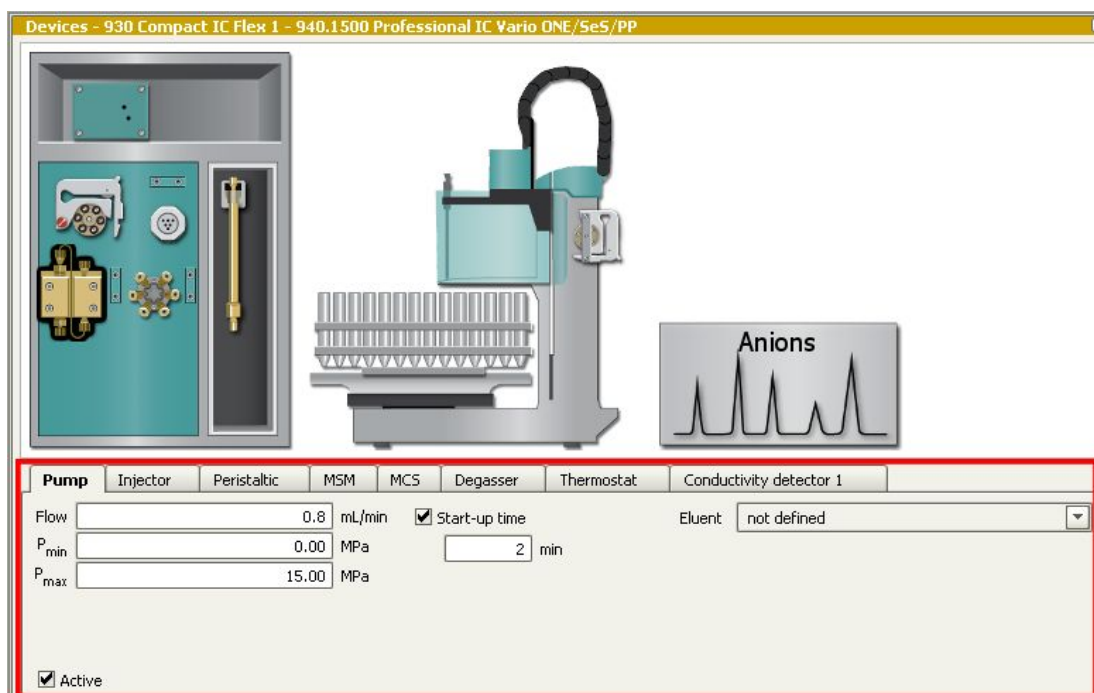 Devices - 930 Compact IC Flex 1 - 940.1500 Professional IC Vario ONE/SeS/PP
Anions
Pump Injector Peristaltic MSM MCS Degasser Thermostat Conductivity detector 1
Flow 0.8 mL/min Start-up time Eluent not defined
Pmin 0.00 MPa 2 min
Pmax 15.00 MPa
Active